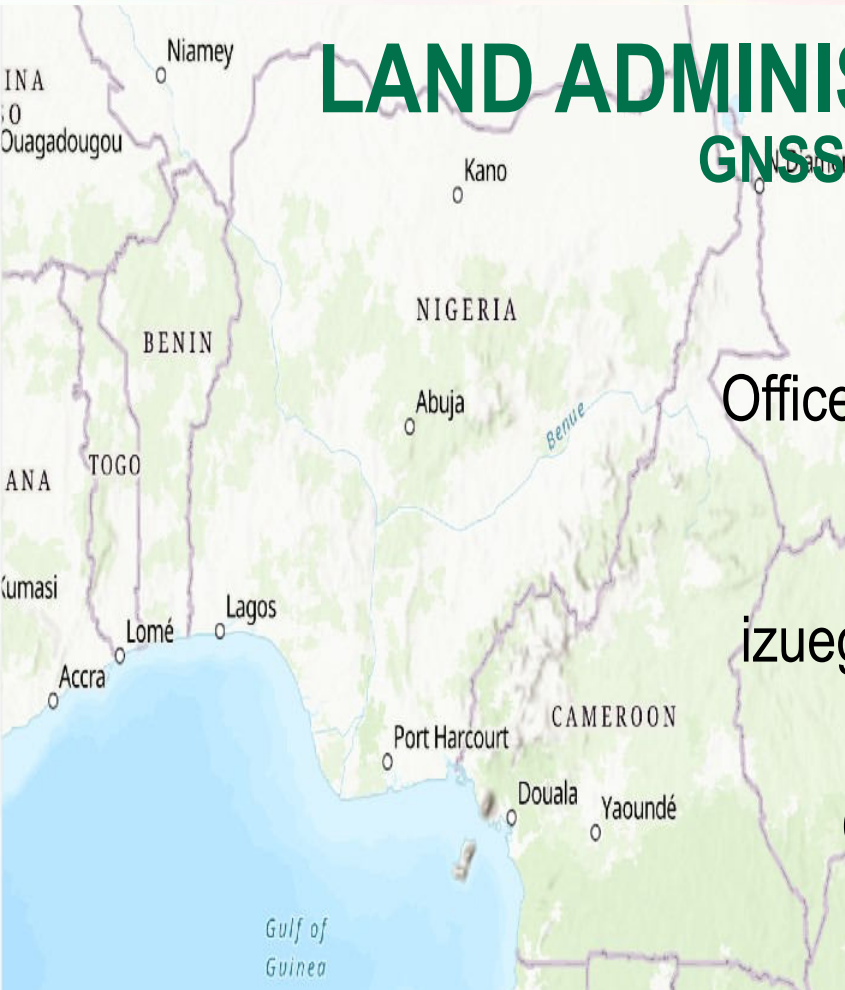 LAND ADMINIS
GNSS
Niamey
INA
O
Ouagadougou
Kano
NIGERIA
BENIN
Office
Abuja
Benue
TOGO
ANA
Kumasi
Lagos
Lomé
izueg
Accra
CAMEROON
Port Harcourt
Douala
Yaoundé
Gulf of
Guinea